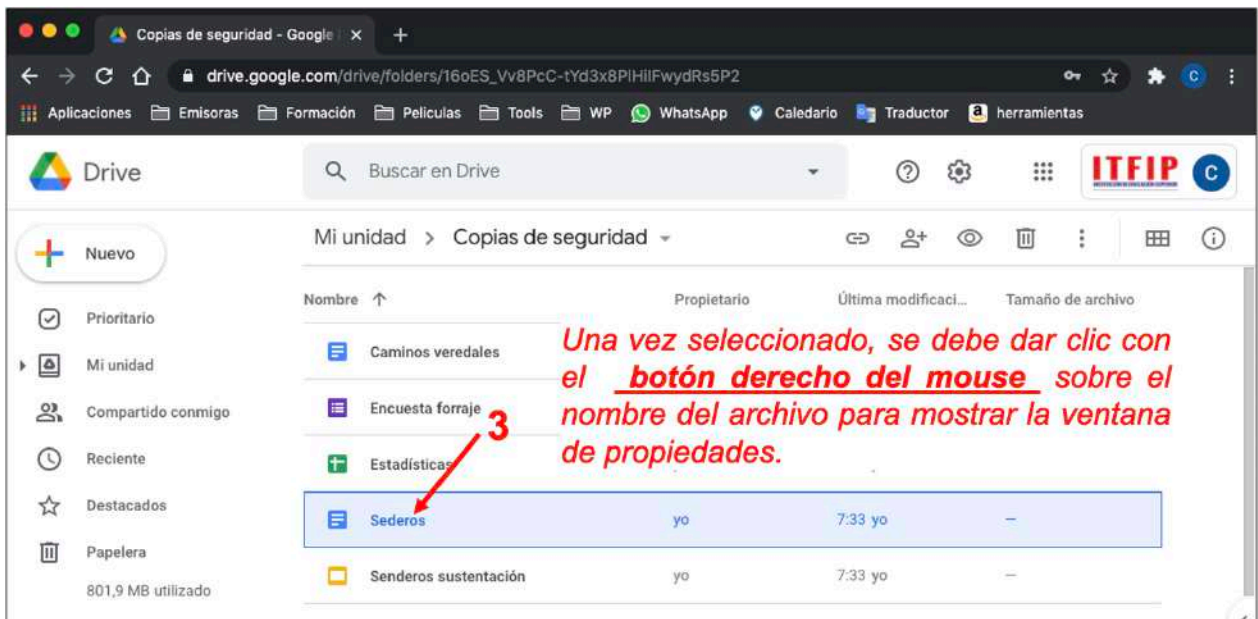 Copias de seguridad - Google
drive.google.com/drive/folders/16oES_Vv8PcC-tYd3x8PIHiIFwydRs5P2
C
Aplicaciones Emisoras Formación Peliculas Tools WP WhatsApp Caledario Traductor herramientas
Drive
Buscar en Drive
ITFIP
C
Nuevo
Mi unidad > Copias de seguridad
Nombre Propietario Última modificaci... Tamaño de archivo
Prioritario
Mi unidad
Compartido conmigo
Reciente
Destacados
Papelera
801,9 MB utilizado
Caminos veredales
Encuesta forraje
3
Estadísticas
Una vez seleccionado, se debe dar clic con
el botón derecho del mouse sobre el
nombre del archivo para mostrar la ventana
de propiedades.
Sederos yo 7:33 yo —
Senderos sustentación yo 7:33 yo —